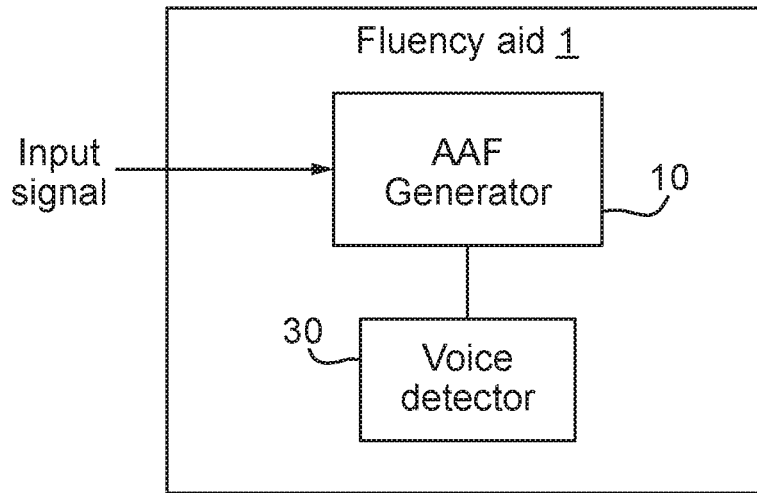 Fluency aid 1
Input
signal
AAF
Generator
10
30
Voice
detector